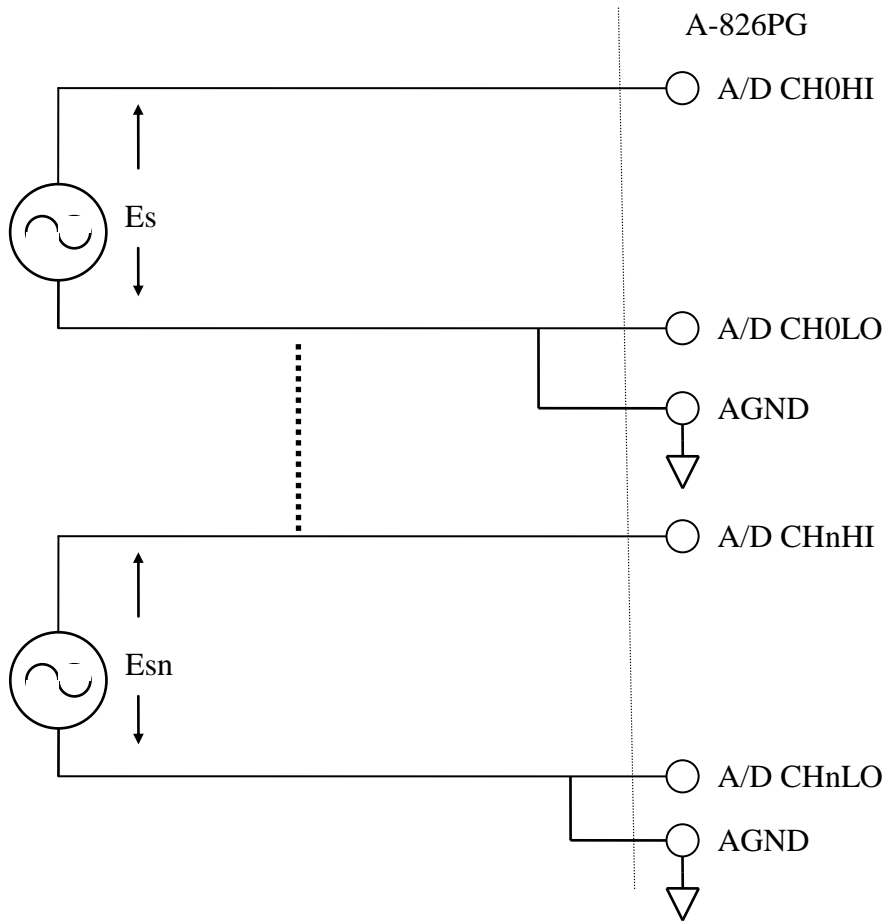 A-826PG
A/D CH0HI
Es
A/D CH0LO
AGND
A/D CHnHI
Esn
A/D CHnLO
AGND